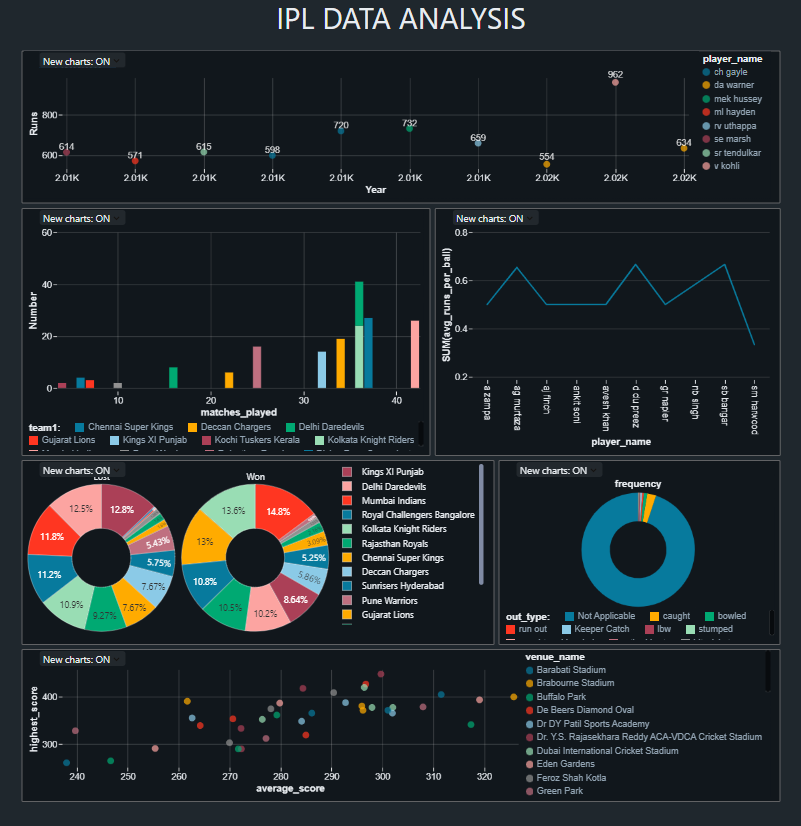 IPL DATA ANALYSIS
New charts: ON
player_name
ch gayle
da warner
mek hussey
ml hayden
rv uthappa
se marsh
sr tendulkar
v kohli
Runs
800
600
614
571
615
598
720
732
659
554
962
634
2.01K 2.01K 2.01K 2.01K 2.01K 2.01K 2.01K 2.02K 2.02K 2.02K
Year
New charts: ON
Number
60
40
20
0
10 20 30 40
matches_played
team1: Chennai Super Kings Deccan Chargers Delhi Daredevils
Gujarat Lions Kings XI Punjab Kochi Tuskers Kerala Kolkata Knight Riders
New charts: ON
SUM(avg_runs_per_ball)
0.8
0.6
0.4
0.2
a zampa
ag murtaza
aj finch
ankit soni
avesh khan
d du preez
gr napier
nb singh
sb bangar
sm harwood
player_name
New charts: ON
Lost
12.8%
5.43%
5.75%
7.67%
7.67%
9.27%
10.9%
11.2%
11.8%
12.5%
Won
14.8%
3.09%
5.25%
5.86%
8.64%
10.2%
10.5%
10.8%
13%
13.6%
Kings XI Punjab
Delhi Daredevils
Mumbai Indians
Royal Challengers Bangalore
Kolkata Knight Riders
Rajasthan Royals
Chennai Super Kings
Deccan Chargers
Sunrisers Hyderabad
Pune Warriors
Gujarat Lions
New charts: ON
frequency
out_type: Not Applicable caught bowled
run out Keeper Catch lbw stumped
New charts: ON
highest_score
400
300
240 250 260 270 280 290 300 310 320
average_score
venue_name
Barabati Stadium
Brabourne Stadium
Buffalo Park
De Beers Diamond Oval
Dr DY Patil Sports Academy
Dr. Y.S. Rajasekhara Reddy ACA-VDCA Cricket Stadium
Dubai International Cricket Stadium
Eden Gardens
Feroz Shah Kotla
Green Park